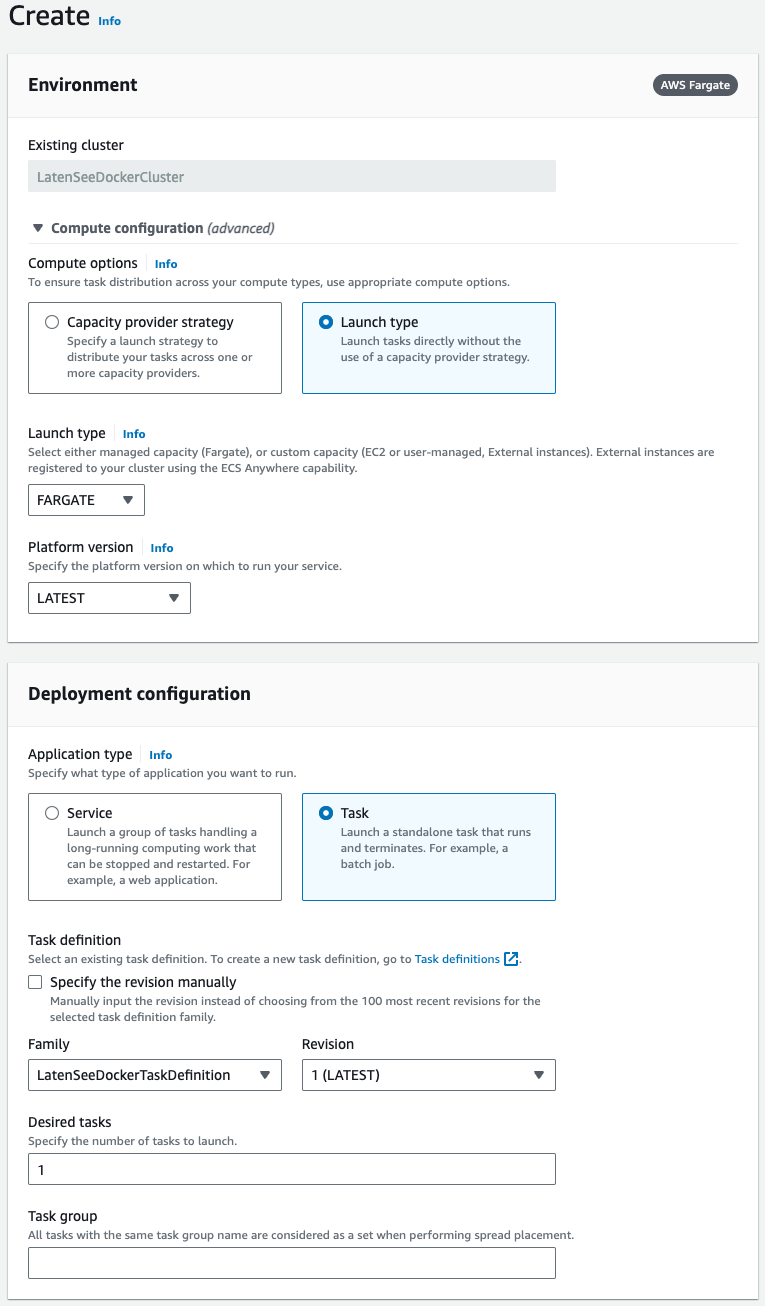 Create Info
Environment
AWS Fargate
Existing cluster
LatenSeeDockerCluster
Compute configuration (advanced)
Compute options Info
To ensure task distribution across your compute types, use appropriate compute options.
Capacity provider strategy
Specify a launch strategy to
distribute your tasks across one or
more capacity providers.
Launch type
Launch tasks directly without the
use of a capacity provider strategy.
Launch type Info
Select either managed capacity (Fargate), or custom capacity (EC2 or user-managed, External instances). External instances are
registered to your cluster using the ECS Anywhere capability.
FARGATE
Platform version Info
Specify the platform version on which to run your service.
LATEST
Deployment configuration
Application type Info
Specify what type of application you want to run.
Service
Launch a group of tasks handling a
long-running computing work that
can be stopped and restarted. For
example, a web application.
Task
Launch a standalone task that runs
and terminates. For example, a
batch job.
Task definition
Select an existing task definition. To create a new task definition, go to Task definitions.
Specify the revision manually
Manually input the revision instead of choosing from the 100 most recent revisions for the
selected task definition family.
Family
LatenSeeDockerTaskDefinition
Revision
1 (LATEST)
Desired tasks
Specify the number of tasks to launch.
1
Task group
All tasks with the same task group name are considered as a set when performing spread placement.